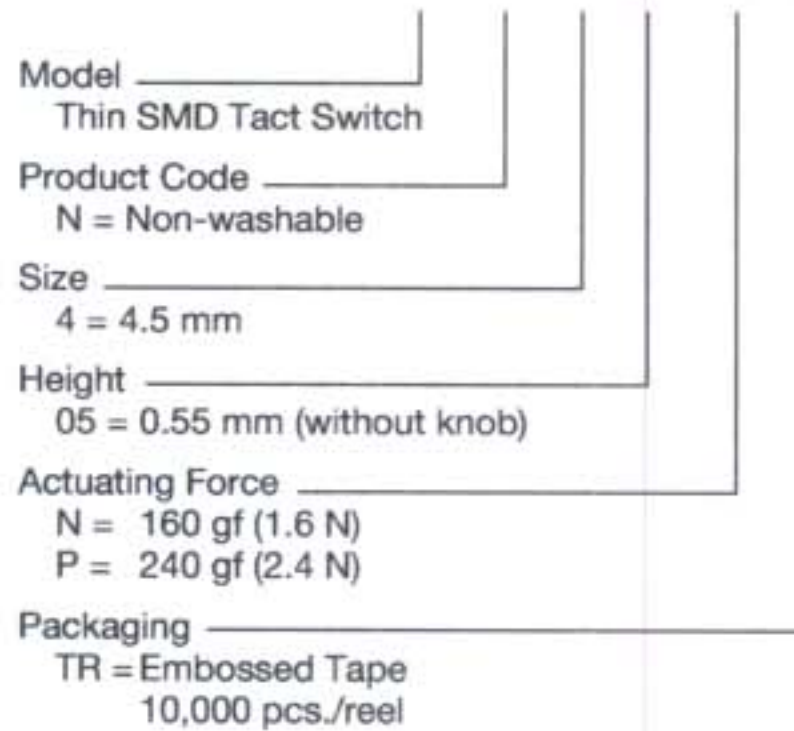 Model
Thin SMD Tact Switch
Product Code
N = Non-washable
Size
4 = 4.5 mm
Height
05 = 0.55 mm (without knob)
Actuating Force
N = 160 gf (1.6 N)
P = 240 gf (2.4 N)
Packaging
TR = Embossed Tape
10,000 pcs./reel